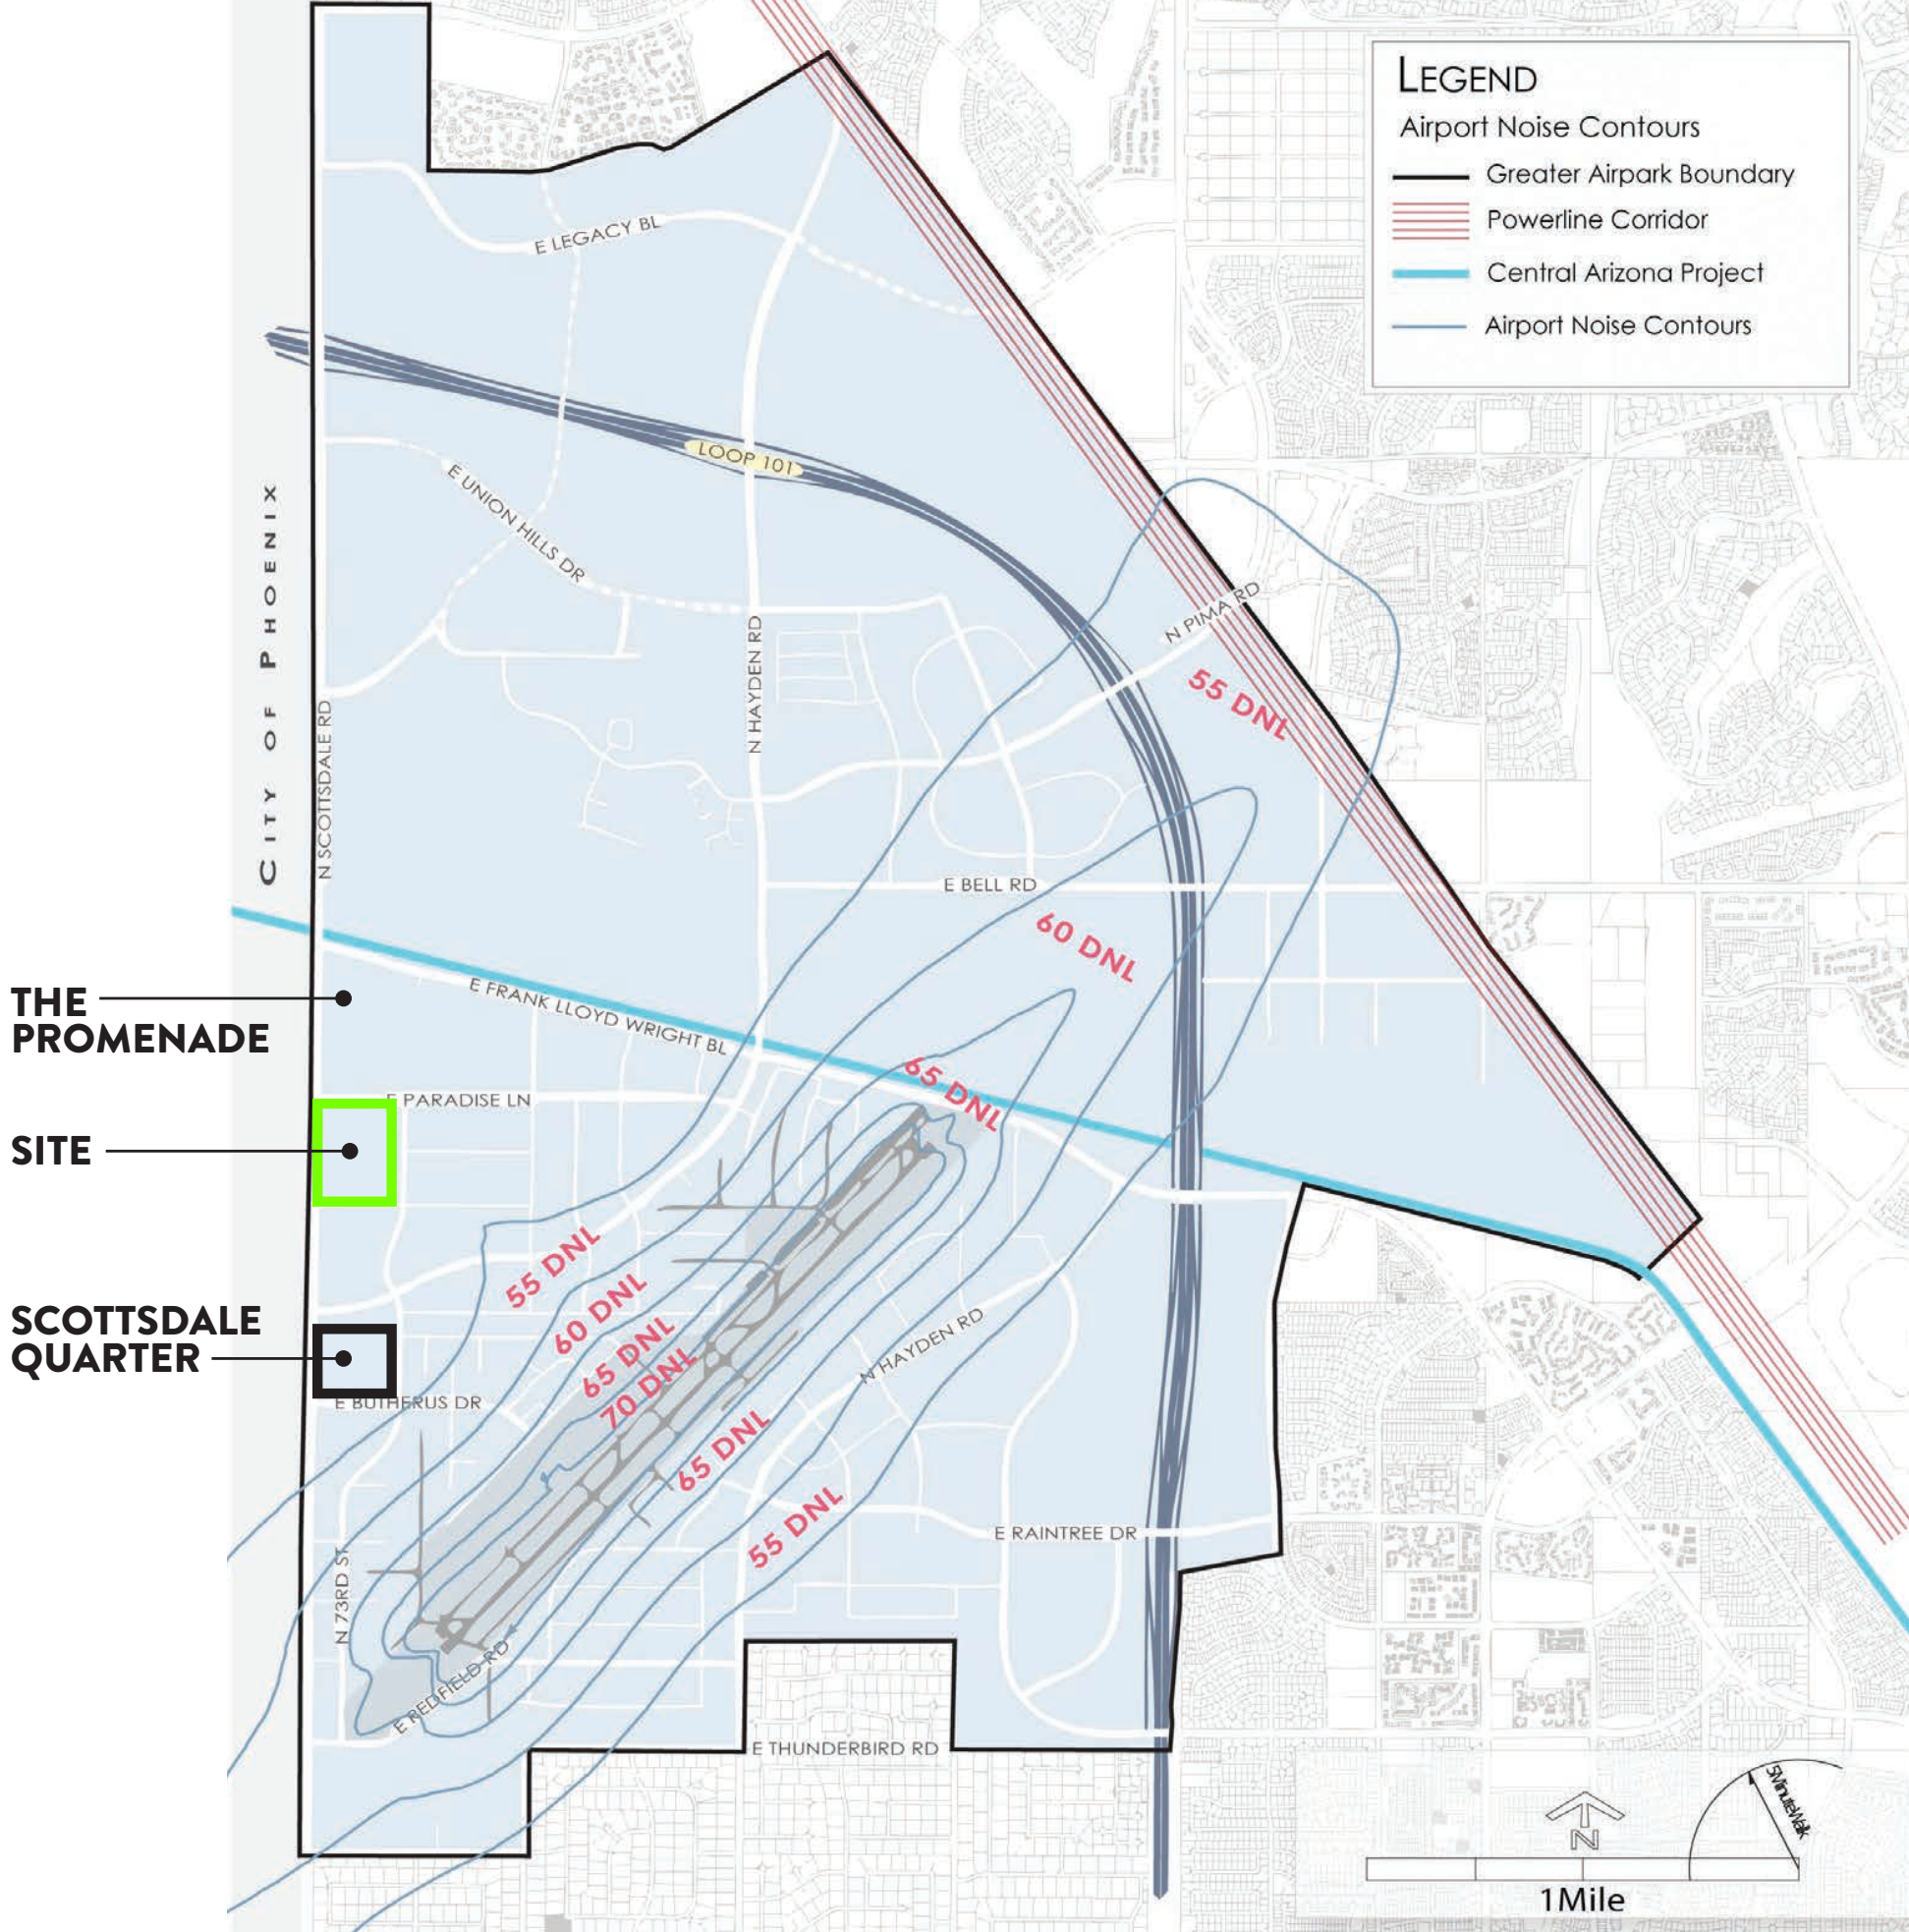 LEGEND
Airport Noise Contours
Greater Airpark Boundary
Powerline Corridor
Central Arizona Project
Airport Noise Contours
E LEGACY BL
LOOP 101
E UNION HILLS DR
CITY OF PHOENIX
N SCOTTSDALE RD
N HAYDEN RD
N PIMA RD
55 DNL
E BELL RD
60 DNL
THE
PROMENADE
E FRANK LLOYD WRIGHT BL
65 DNL
E PARADISE LN
SITE
55 DNL
60 DNL
65 DNL
70 DNL
SCOTTSDALE
QUARTER
N HAYDEN RD
E BUTHERUS DR
65 DNL
55 DNL
E RAINTREE DR
N 73RD ST
E REDFIELD RD
E THUNDERBIRD RD
5MinuteWalk
N
1Mile